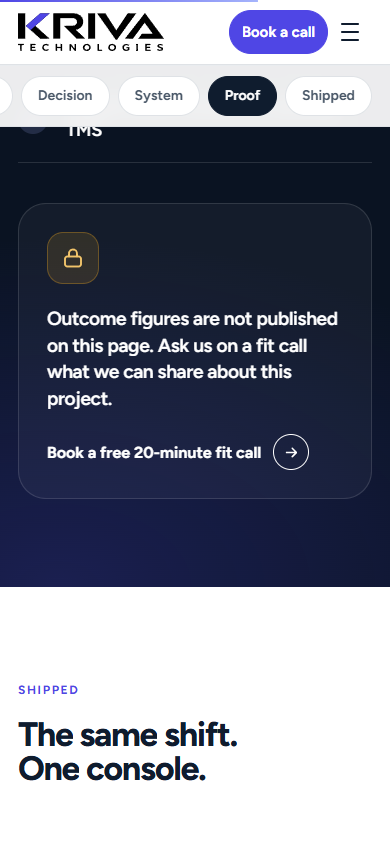 KRIVA
TECHNOLOGIES
Book a call
Decision
System
Proof
Shipped
TMS
Outcome figures are not published
on this page. Ask us on a fit call
what we can share about this
project.
Book a free 20-minute fit call
SHIPPED
The same shift.
One console.